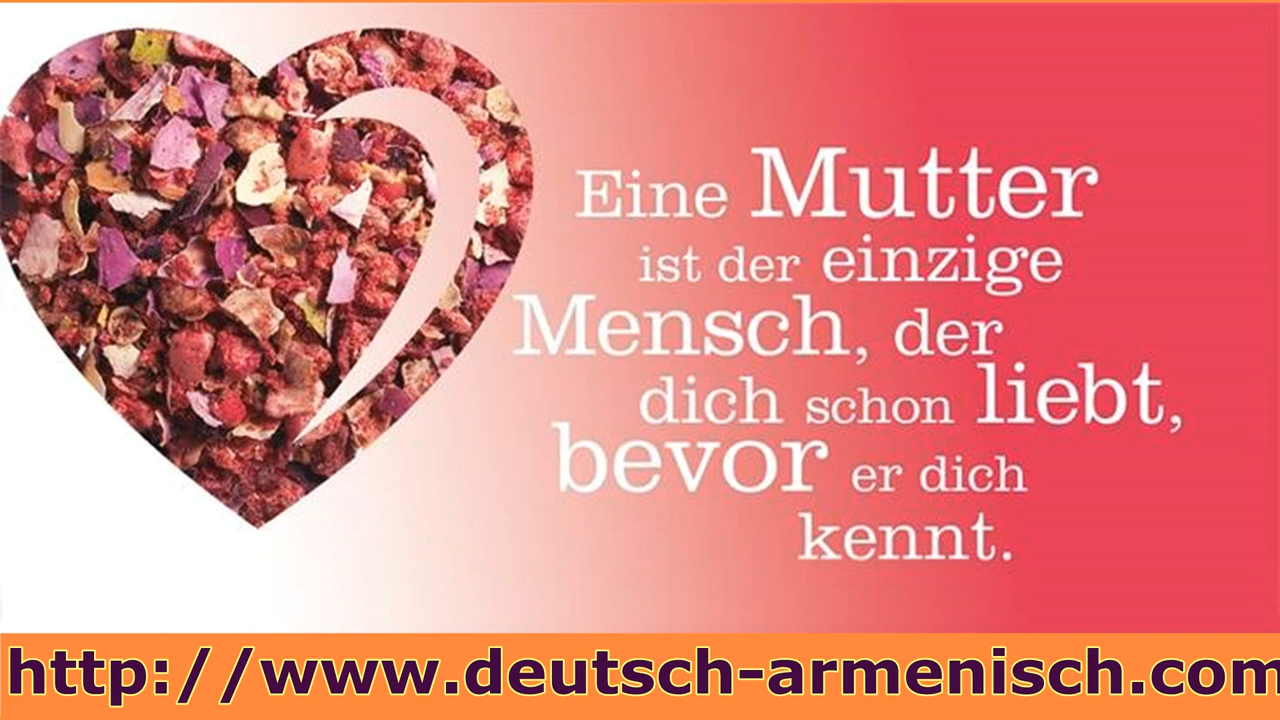 Eine Mutter
ist der einzige
Mensch, der
dich schon liebt,
bevor er dich
kennt.
http://www.deutsch-armenisch.com